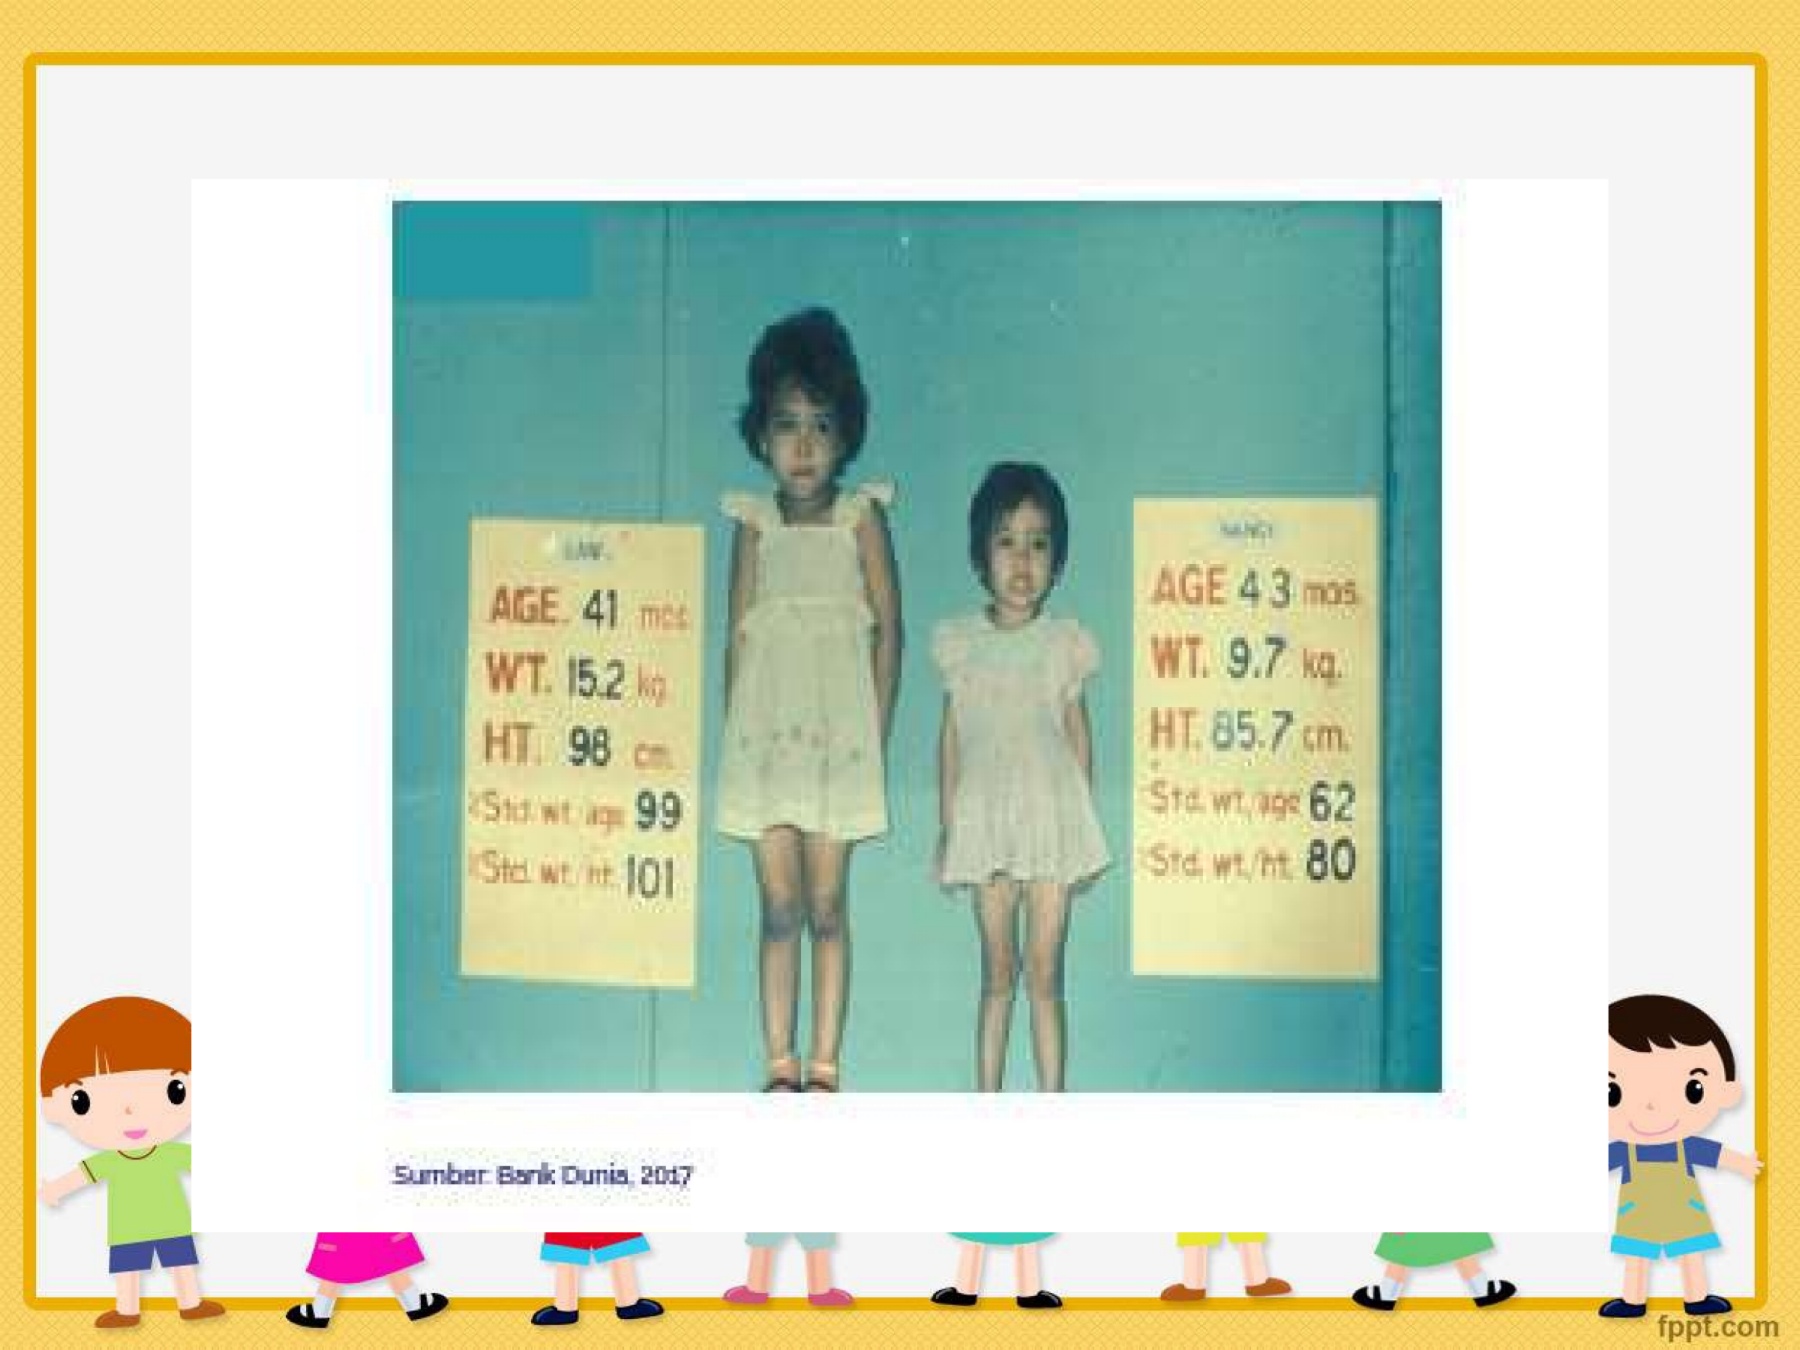 AGE. 41 mos.
WT. 15.2 kg.
HT. 98 cm.
%Std. wt. age 99
%Std. wt./ht. 101
NANCI
AGE 43 mos.
WT. 9.7 kg.
HT. 85.7 cm.
%Std. wt./age 62
%Std. wt./ht. 80
Sumber: Bank Dunia, 2017
fppt.com